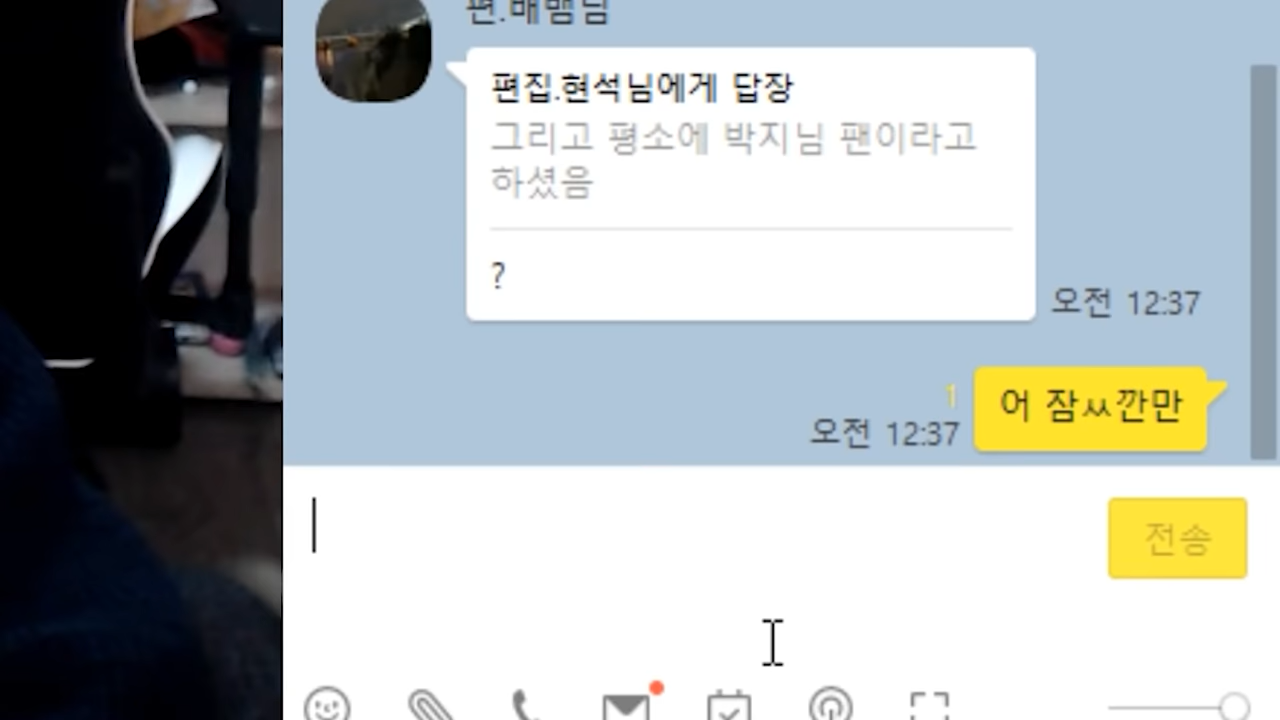 편.배뱀님
편집.현석님에게 답장
그리고 평소에 박지님 팬이라고
하셨음
?
오전 12:37
1
어 잠ㅆ깐만
오전 12:37
전송